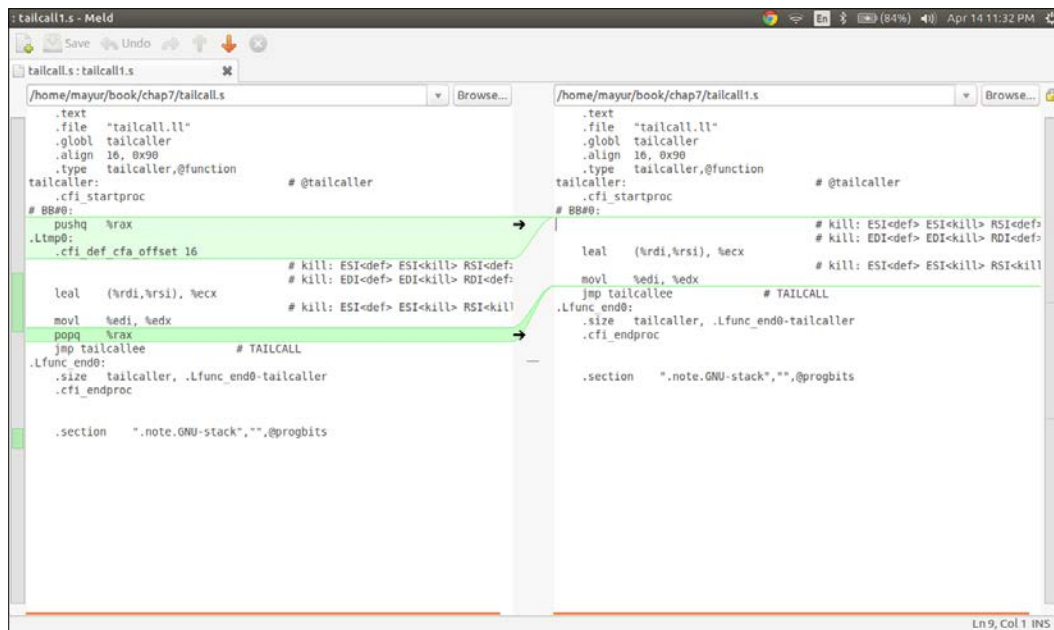 : tailcall1.s - Meld
En (84%) Apr 14 11:32 PM
Save Undo
tailcall.s : tailcall1.s
/home/mayur/book/chap7/tailcall.s Browse...
.text
.file "tailcall.ll"
.globl tailcaller
.align 16, 0x90
.type tailcaller,@function
tailcaller: # @tailcaller
.cfi_startproc
# BB#0:
pushq %rax
.Ltmp0:
.cfi_def_cfa_offset 16
# kill: ESI<def> ESI<kill> RSI<def>
# kill: EDI<def> EDI<kill> RDI<def>
leal (%rdi,%rsi), %ecx
# kill: ESI<def> ESI<kill> RSI<kill
movl %edi, %edx
popq %rax
jmp tailcallee # TAILCALL
.Lfunc_end0:
.size tailcaller, .Lfunc_end0-tailcaller
.cfi_endproc
.section ".note.GNU-stack","",@progbits
/home/mayur/book/chap7/tailcall1.s Browse...
.text
.file "tailcall.ll"
.globl tailcaller
.align 16, 0x90
.type tailcaller,@function
tailcaller: # @tailcaller
.cfi_startproc
# BB#0:
# kill: ESI<def> ESI<kill> RSI<def>
# kill: EDI<def> EDI<kill> RDI<def>
leal (%rdi,%rsi), %ecx
# kill: ESI<def> ESI<kill> RSI<kill
movl %edi, %edx
jmp tailcallee # TAILCALL
.Lfunc_end0:
.size tailcaller, .Lfunc_end0-tailcaller
.cfi_endproc
.section ".note.GNU-stack","",@progbits
Ln 9, Col 1 INS